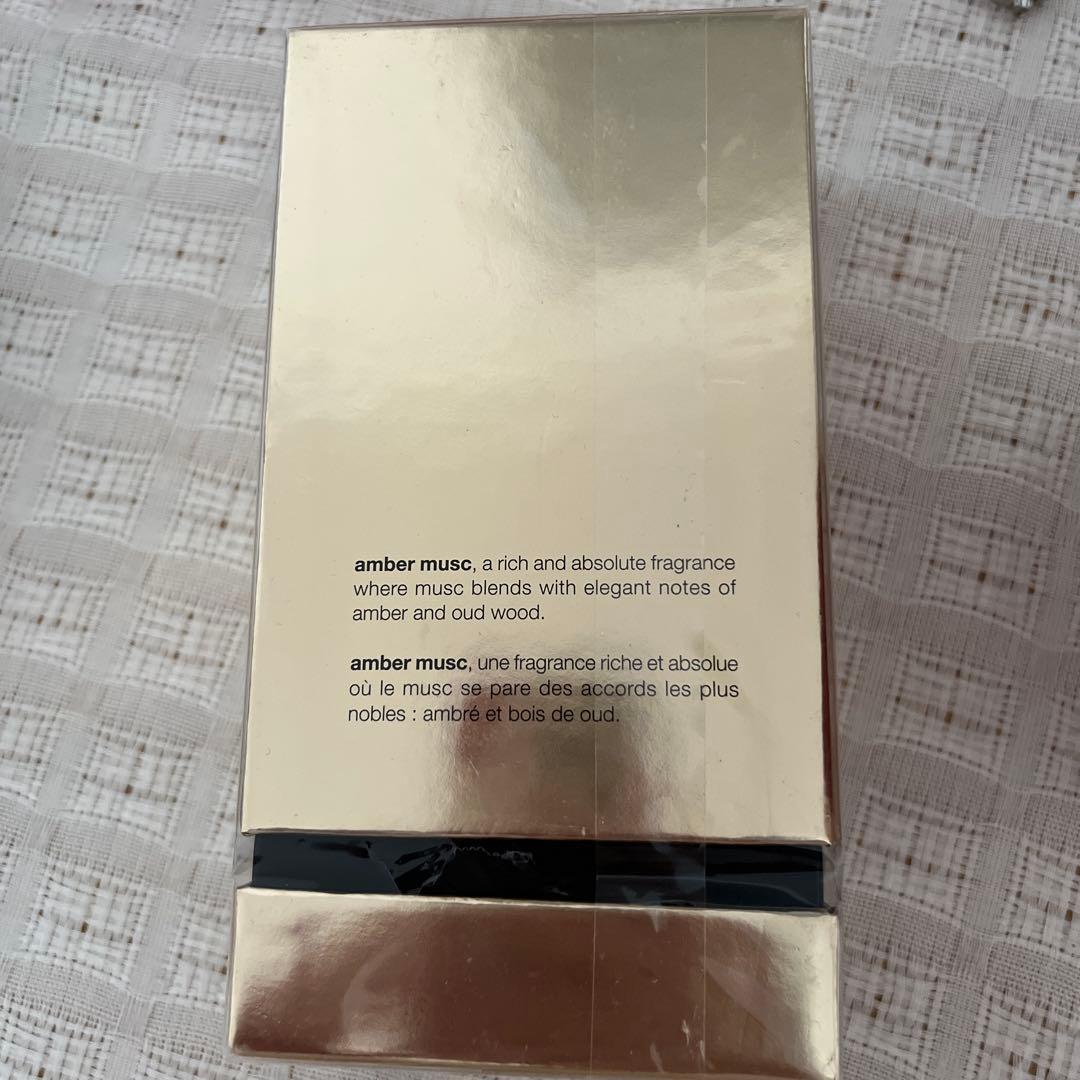 amber musc, a rich and absolute fragrance
where musc blends with elegant notes of
amber and oud wood.
amber musc, une fragrance riche et absolue
où le musc se pare des accords les plus
nobles : ambré et bois de oud.